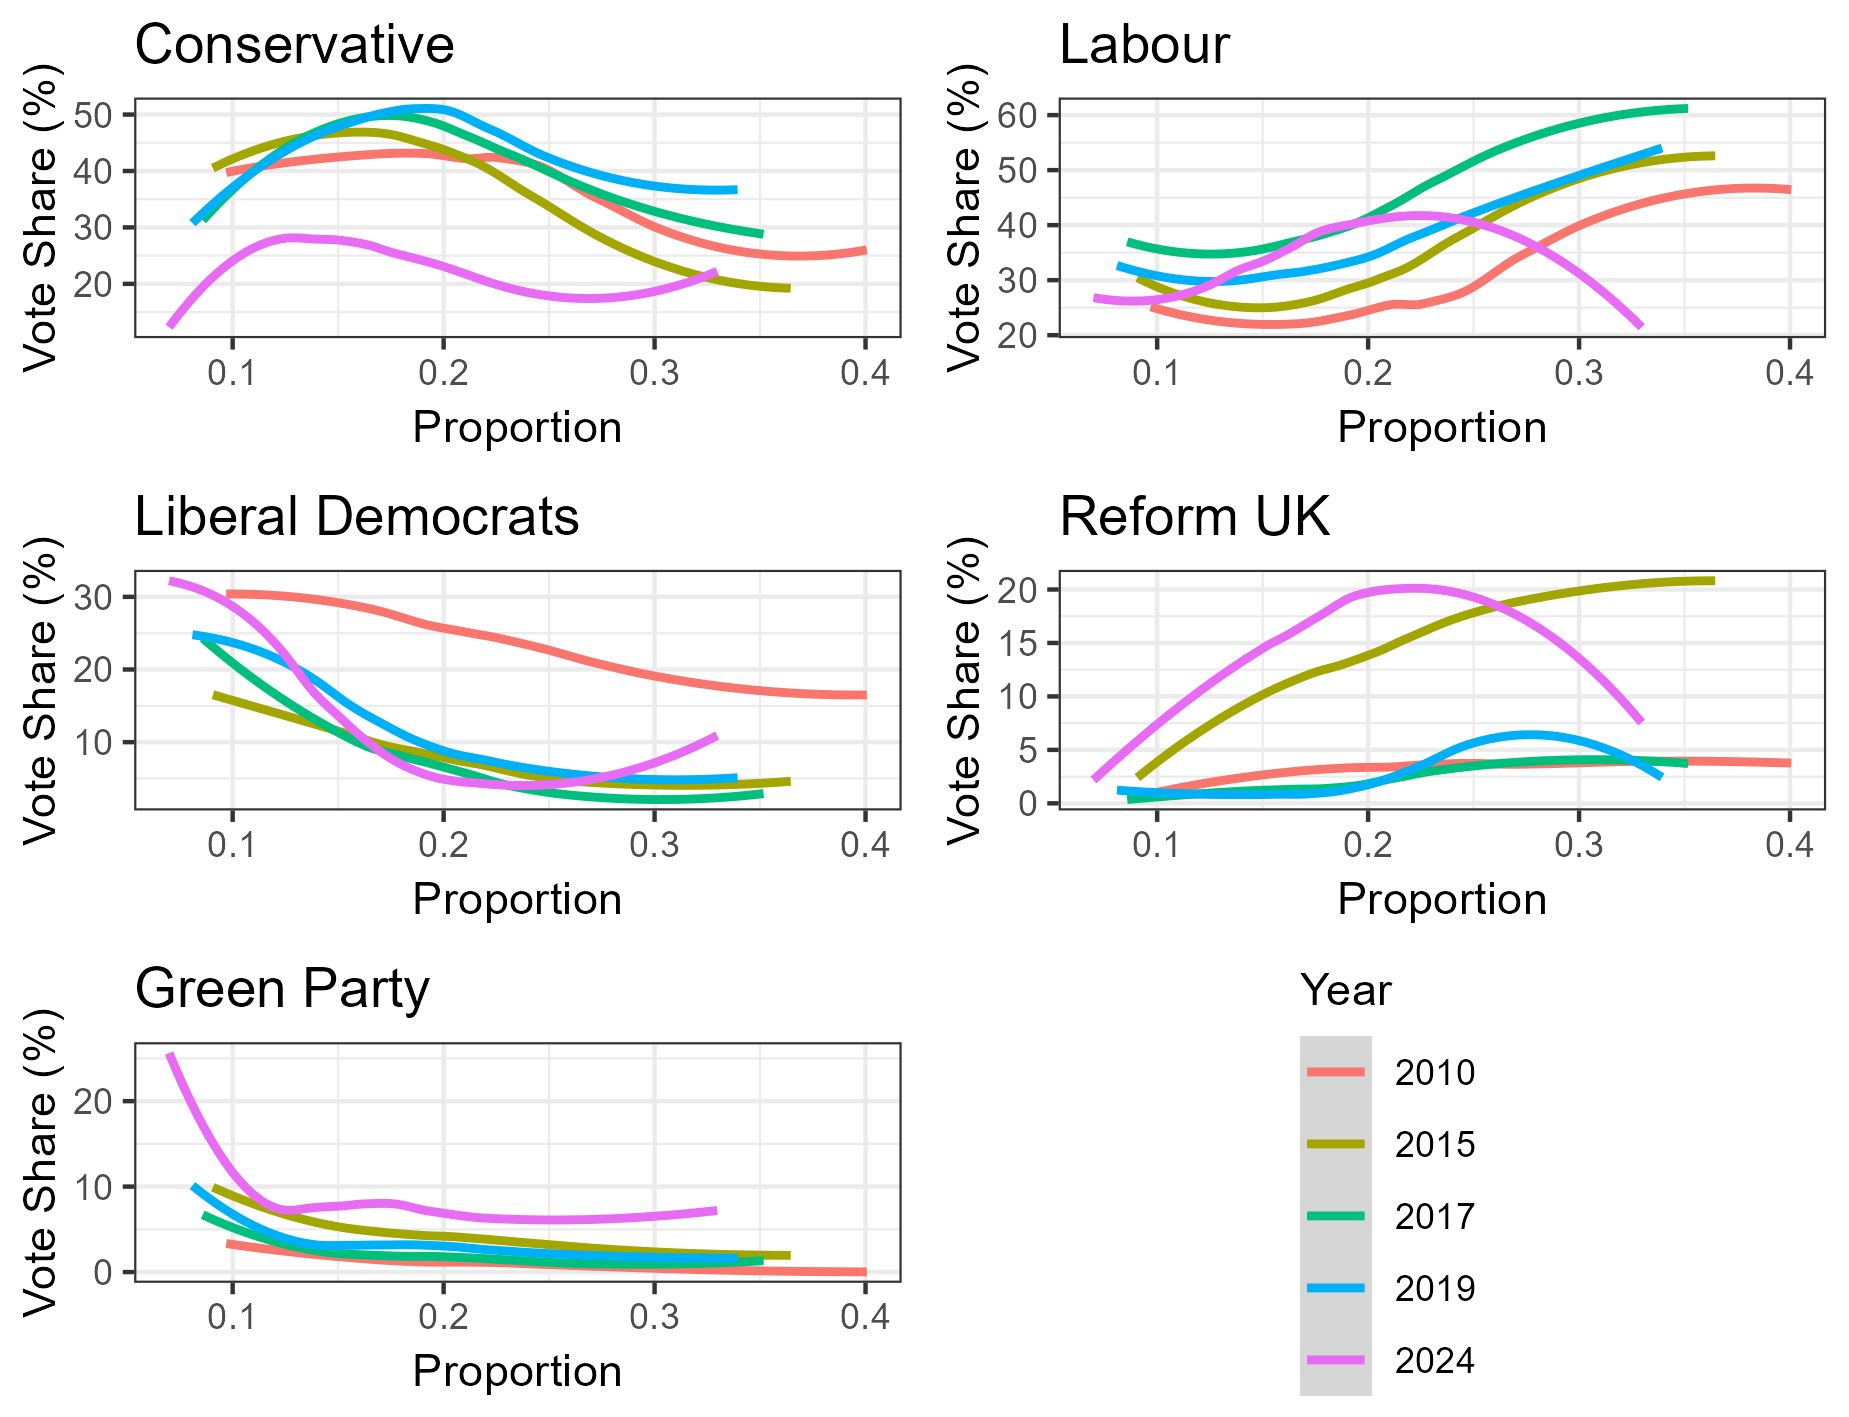 Conservative
Vote Share (%)
50
40
30
20
0.1 0.2 0.3 0.4
Proportion
Labour
Vote Share (%)
60
50
40
30
20
0.1 0.2 0.3 0.4
Proportion
Liberal Democrats
Vote Share (%)
30
20
10
0.1 0.2 0.3 0.4
Proportion
Reform UK
Vote Share (%)
20
15
10
5
0
0.1 0.2 0.3 0.4
Proportion
Green Party
Vote Share (%)
20
10
0
0.1 0.2 0.3 0.4
Proportion
Year
2010
2015
2017
2019
2024